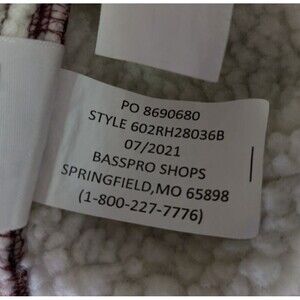 PO 8690680
STYLE 602RH28036B
07/2021
BASSPRO SHOPS
SPRINGFIELD,MO 65898
(1-800-227-7776)